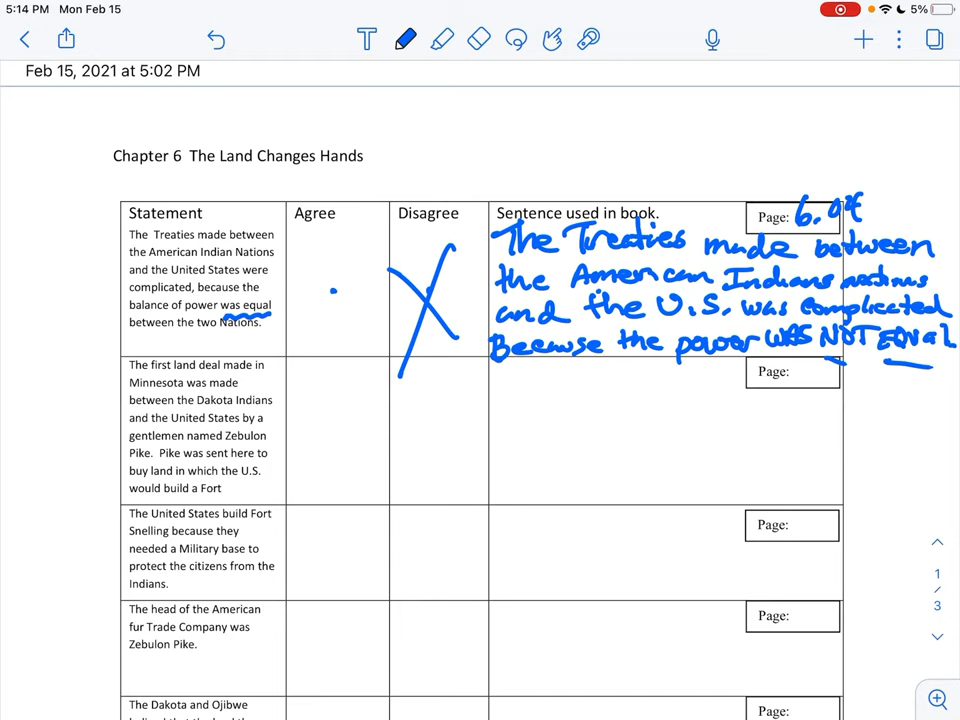 5:14 PM Mon Feb 15
5%
T
Feb 15, 2021 at 5:02 PM
Chapter 6 The Land Changes Hands
Statement
Agree
Disagree
Sentence used in book.
Page: 6.04
The Treaties made between
the American Indian Nations
and the United States were
complicated, because the
balance of power was equal
between the two Nations.
X
The Treaties made between
the American Indians nations
and the U.S. was complicated
Because the power WAS NOT EQUAL
The first land deal made in
Minnesota was made
between the Dakota Indians
and the United States by a
gentlemen named Zebulon
Pike. Pike was sent here to
buy land in which the U.S.
would build a Fort
Page:
The United States build Fort
Snelling because they
needed a Military base to
protect the citizens from the
Indians.
Page:
The head of the American
fur Trade Company was
Zebulon Pike.
Page:
The Dakota and Ojibwe
Page:
1
/
3